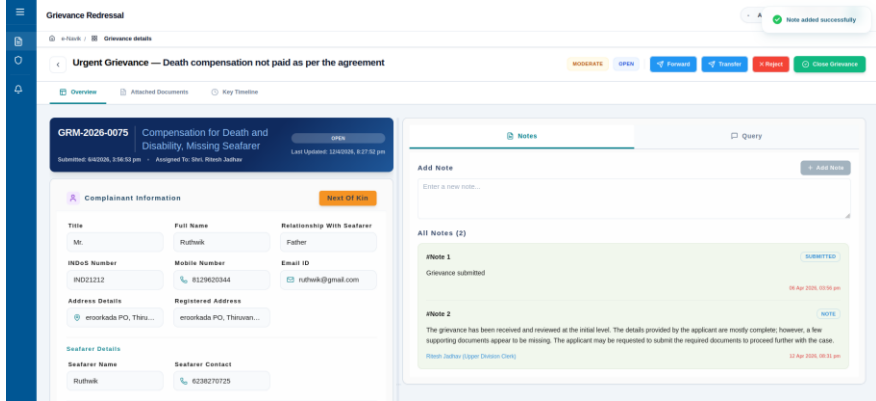 Grievance Redressal
Note added successfully
e-Navik / Grievance details
Urgent Grievance — Death compensation not paid as per the agreement
MODERATE OPEN Forward Transfer Reject Close Grievance
Overview Attached Documents Key Timeline
GRM-2026-0075
Compensation for Death and
Disability, Missing Seafarer
OPEN
Last Updated: 12/4/2026, 8:27:52 pm
Submitted: 6/4/2026, 3:56:53 pm - Assigned To: Shri. Ritesh Jadhav
Complainant Information
Next Of Kin
Title Full Name Relationship With Seafarer
Mr. Ruthwik Father
INDoS Number Mobile Number Email ID
IND21212 8129620344 ruthwik@gmail.com
Address Details Registered Address
eroorkada PO, Thiru... eroorkada PO, Thiruvan...
Seafarer Details
Seafarer Name Seafarer Contact
Ruthwik 6238270725
Notes Query
Add Note
+ Add Note
Enter a new note...
All Notes (2)
#Note 1 SUBMITTED
Grievance submitted
06 Apr 2026, 03:56 pm
#Note 2 NOTE
The grievance has been received and reviewed at the initial level. The details provided by the applicant are mostly complete; however, a few
supporting documents appear to be missing. The applicant may be requested to submit the required documents to proceed further with the case.
Ritesh Jadhav (Upper Division Clerk) 12 Apr 2026, 08:31 pm